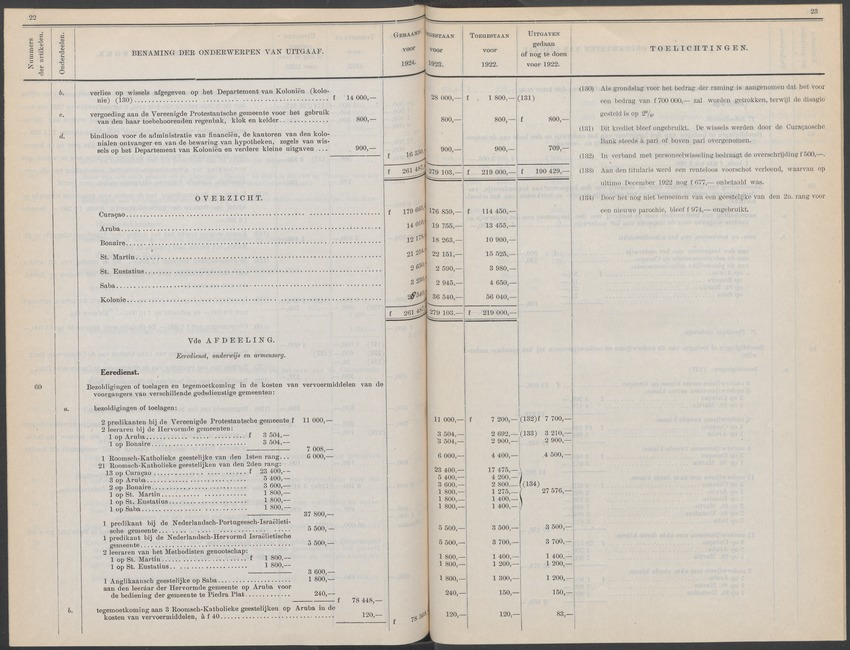 22
Nummers der artikelen.
Onderdeelen.
BENAMING DER ONDERWERPEN VAN UITGAAF.
voor
1924.
b. verlies op wissels afgegeven op het Departement van Koloniën (kolo-
nie) (130) f 14 000,—
c. vergoeding aan de Vereenigde Protestantsche gemeente voor het gebruik
van den haar toebehoorenden regenbak, klok en kelder 800,—
d. bindloon voor de administratie van financiën, de kantoren van den kolo-
nialen ontvanger en van de bewaring van hypotheken, zegels van wis-
sels op het Departement van Koloniën en verdere kleine uitgaven ... 900,—
f
f 261
OVERZICHT.
Curaçao f
Aruba
Bonaire
St. Martin
St. Eustatius
Saba
Kolonie
f 261
Vde AFDEELING.
Eeredienst, onderwijs en armenzorg.
Eeredienst.
60 Bezoldigingen of toelagen en tegemoetkoming in de kosten van vervoermiddelen van de
voorgangers van verschillende godsdienstige gemeenten:
a. bezoldigingen of toelagen:
2 predikanten bij de Vereenigde Protestantsche gemeente f 11 000,—
2 leeraren bij de Hervormde gemeenten:
1 op Aruba f 3 504,—
1 op Bonaire 3 504,—
7 008,—
1 Roomsch-Katholieke geestelijke van den 1sten rang 6 000,—
21 Roomsch-Katholieke geestelijken van den 2den rang:
13 op Curaçao f 23 400,—
3 op Aruba 5 400,—
2 op Bonaire 3 600,—
1 op St. Martin 1 800,—
1 op St. Eustatius 1 800,—
1 op Saba 1 800,—
37 800,—
1 predikant bij de Nederlandsch-Portugeesch-Israëlieti-
sche gemeente 5 500,—
1 predikant bij de Nederlandsch-Hervormd Israëlietische
gemeente 5 500,—
2 leeraren van het Methodisten genootschap:
1 op St. Martin f 1 800,—
1 op St. Eustatius 1 800,—
3 600,—
1 Anglikaansch geestelijke op Saba 1 800,—
aan den leeraar der Hervormde gemeente op Aruba voor
de bediening der gemeente te Piedra Plat 240,—
f 78 448,—
b. tegemoetkoming aan 3 Roomsch-Katholieke geestelijken op Aruba in de
kosten van vervoermiddelen, à f 40 120,—
f
23
voor
1923.
TOEGESTAAN
voor
1922.
UITGAVEN
gedaan
of nog te doen
voor 1922.
TOELICHTINGEN.
28 000,— f 1 800,— (131)
800,— 800,— f 800,—
900,— 900,— 709,—
279 103,— f 219 000,— f 190 429,—
176 859,— f 114 450,—
19 755,— 13 455,—
18 263,— 10 900,—
22 151,— 15 525,—
2 590,— 3 980,—
2 945,— 4 650,—
36 540,— 56 040,—
279 103,— f 219 000,—
11 000,— f 7 200,— (132) f 7 700,—
3 504,— 2 692,— (133) 3 210,—
3 504,— 2 900,— 2 900,—
6 000,— 4 400,— 4 500,—
23 400,— 17 475,—
5 400,— 4 200,—
3 600,— 2 800,— (134)
1 800,— 1 275,— 27 576,—
1 800,— 1 400,—
1 800,— 1 400,—
5 500,— 3 500,— 3 500,—
5 500,— 3 700,— 3 700,—
1 800,— 1 400,— 1 400,—
1 800,— 1 200,— 1 200,—
1 800,— 1 300,— 1 200,—
240,— 150,— 150,—
120,— 120,— 83,—
(130) Als grondslag voor het bedrag der raming is aangenomen dat het voor
een bedrag van f 700 000,— zal worden getrokken, terwijl de disagio
gesteld is op 2%.
(131) Dit krediet bleef ongebruikt. De wissels werden door de Curaçaosche
Bank steeds à pari of boven pari overgenomen.
(132) In verband met personeelwisseling bedraagt de overschrijding f 500,—.
(133) Aan den titularis werd een renteloos voorschot verleend, waarvan op
ultimo December 1922 nog f 677,— onbetaald was.
(134) Door het nog niet benoemen van een geestelijke van den 2n. rang voor
een nieuwe parochie, bleef f 974,— ongebruikt.